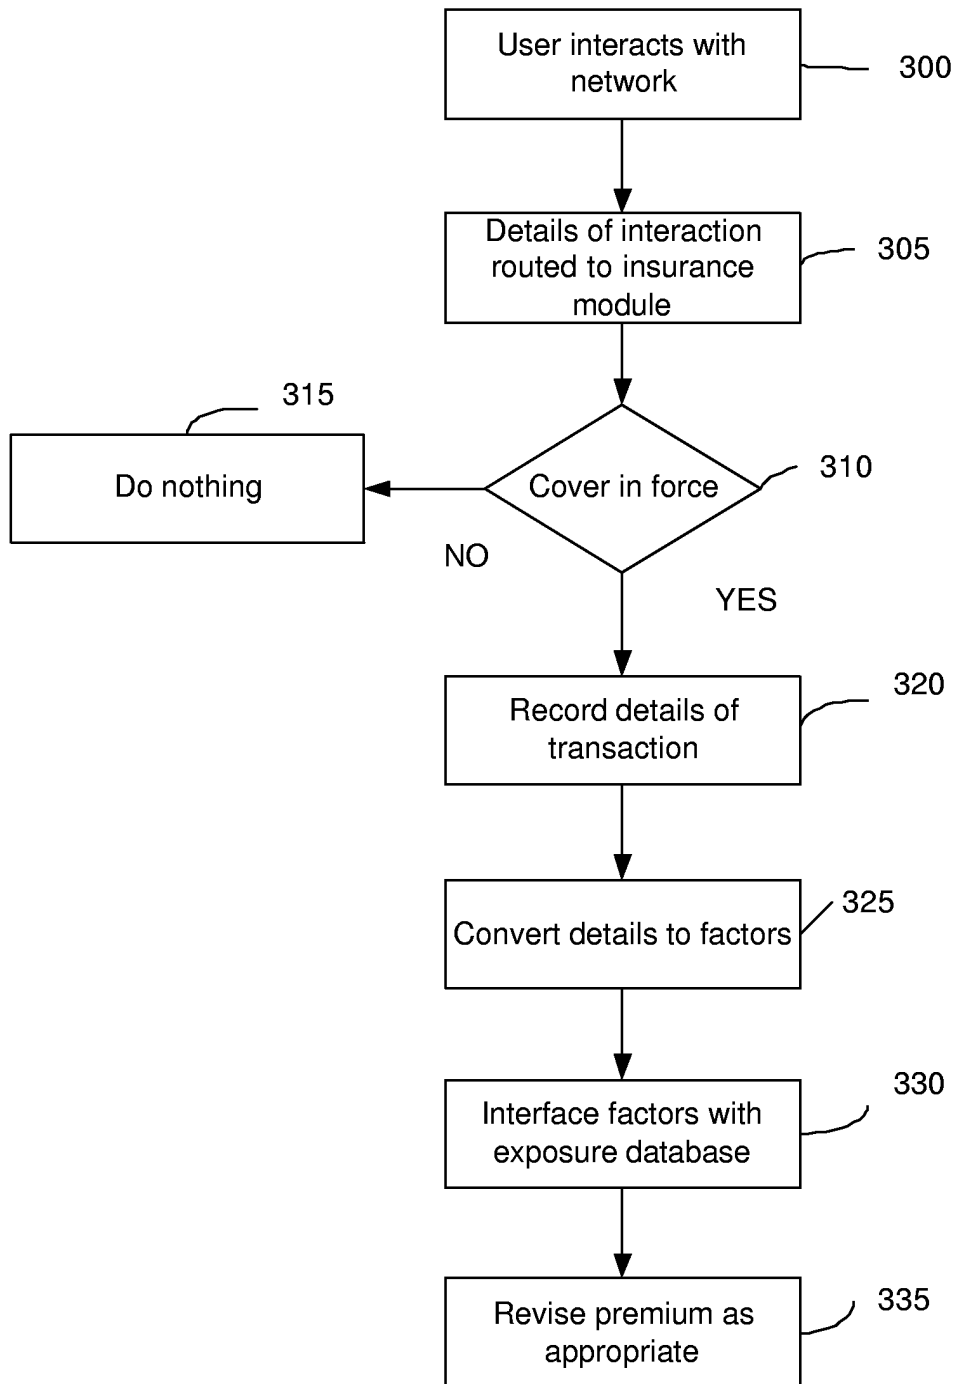 User interacts with
network
300
Details of interaction
routed to insurance
module
305
315
Do nothing
Cover in force
310
NO
YES
Record details of
transaction
320
Convert details to factors
325
Interface factors with
exposure database
330
Revise premium as
appropriate
335